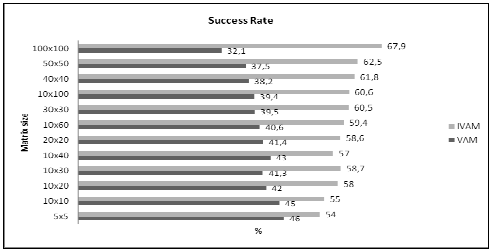 Success Rate
100x100
67,9
32,1
50x50
62,5
37,5
40x40
61,8
38,2
10x100
60,6
39,4
30x30
60,5
39,5
10x60
59,4
40,6
20x20
58,6
41,4
10x40
57
43
10x30
58,7
41,3
10x20
58
42
10x10
55
45
5x5
54
46
Matrix size
%
IVAM
VAM